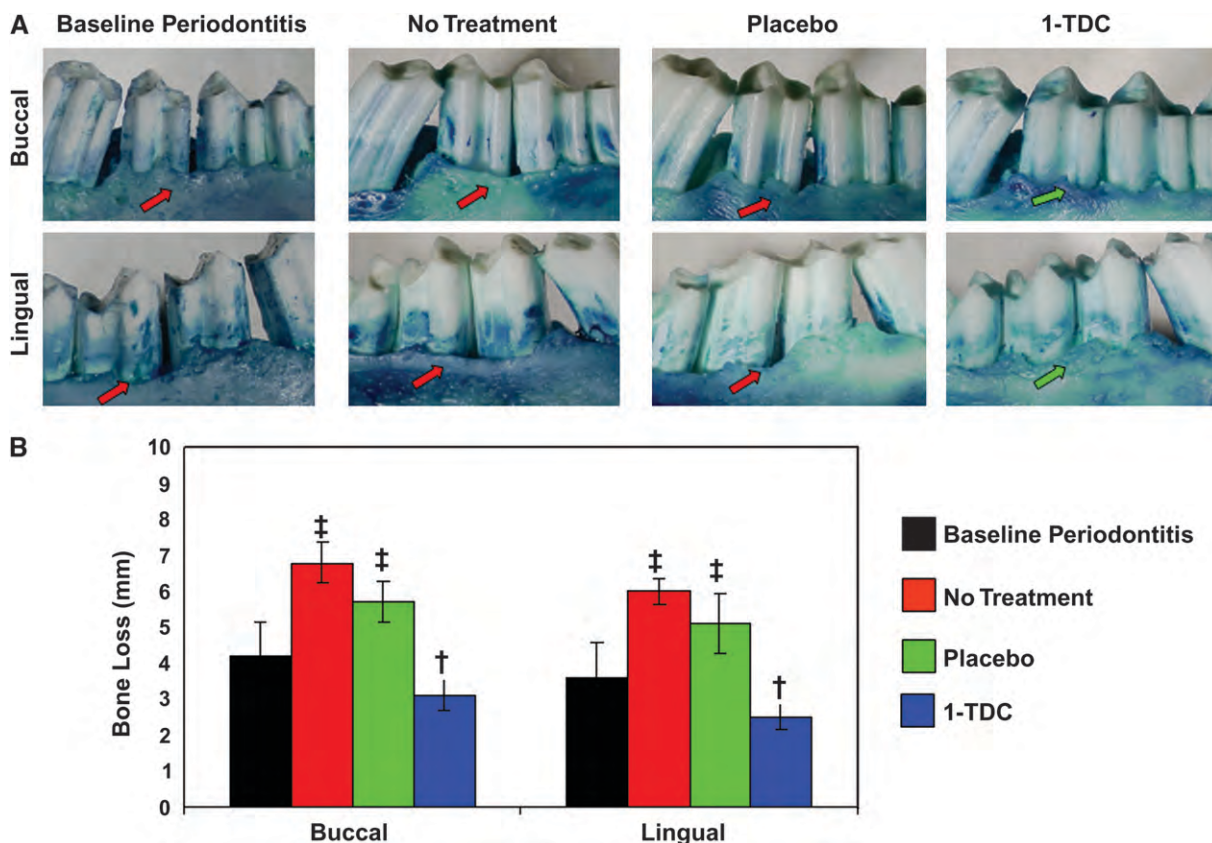 A
Baseline Periodontitis
No Treatment
Placebo
1-TDC
Buccal
Lingual
B
Bone Loss (mm)
10
9
8
7
6
5
4
3
2
1
0
‡
‡
†
‡
‡
†
Buccal
Lingual
Baseline Periodontitis
No Treatment
Placebo
1-TDC